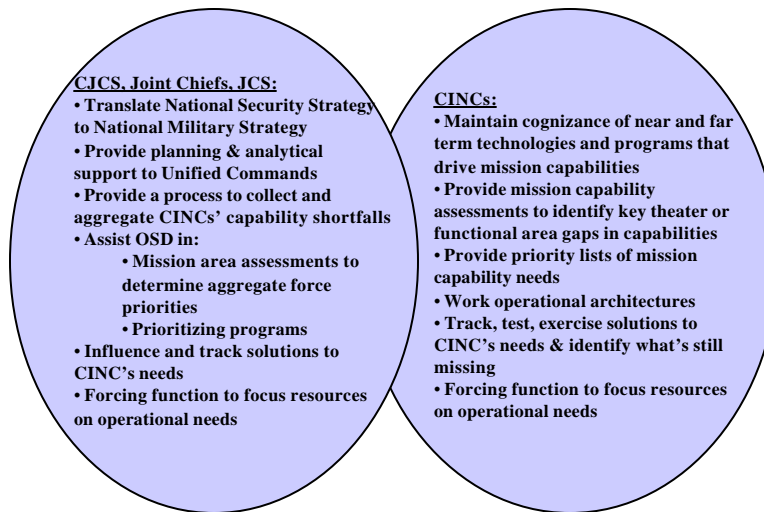 CJCS, Joint Chiefs, JCS:
• Translate National Security Strategy
to National Military Strategy
• Provide planning & analytical
support to Unified Commands
• Provide a process to collect and
aggregate CINCs’ capability shortfalls
• Assist OSD in:
• Mission area assessments to
determine aggregate force
priorities
• Prioritizing programs
• Influence and track solutions to
CINC’s needs
• Forcing function to focus resources
on operational needs
CINCs:
• Maintain cognizance of near and far
term technologies and programs that
drive mission capabilities
• Provide mission capability
assessments to identify key theater or
functional area gaps in capabilities
• Provide priority lists of mission
capability needs
• Work operational architectures
• Track, test, exercise solutions to
CINC’s needs & identify what’s still
missing
• Forcing function to focus resources
on operational needs